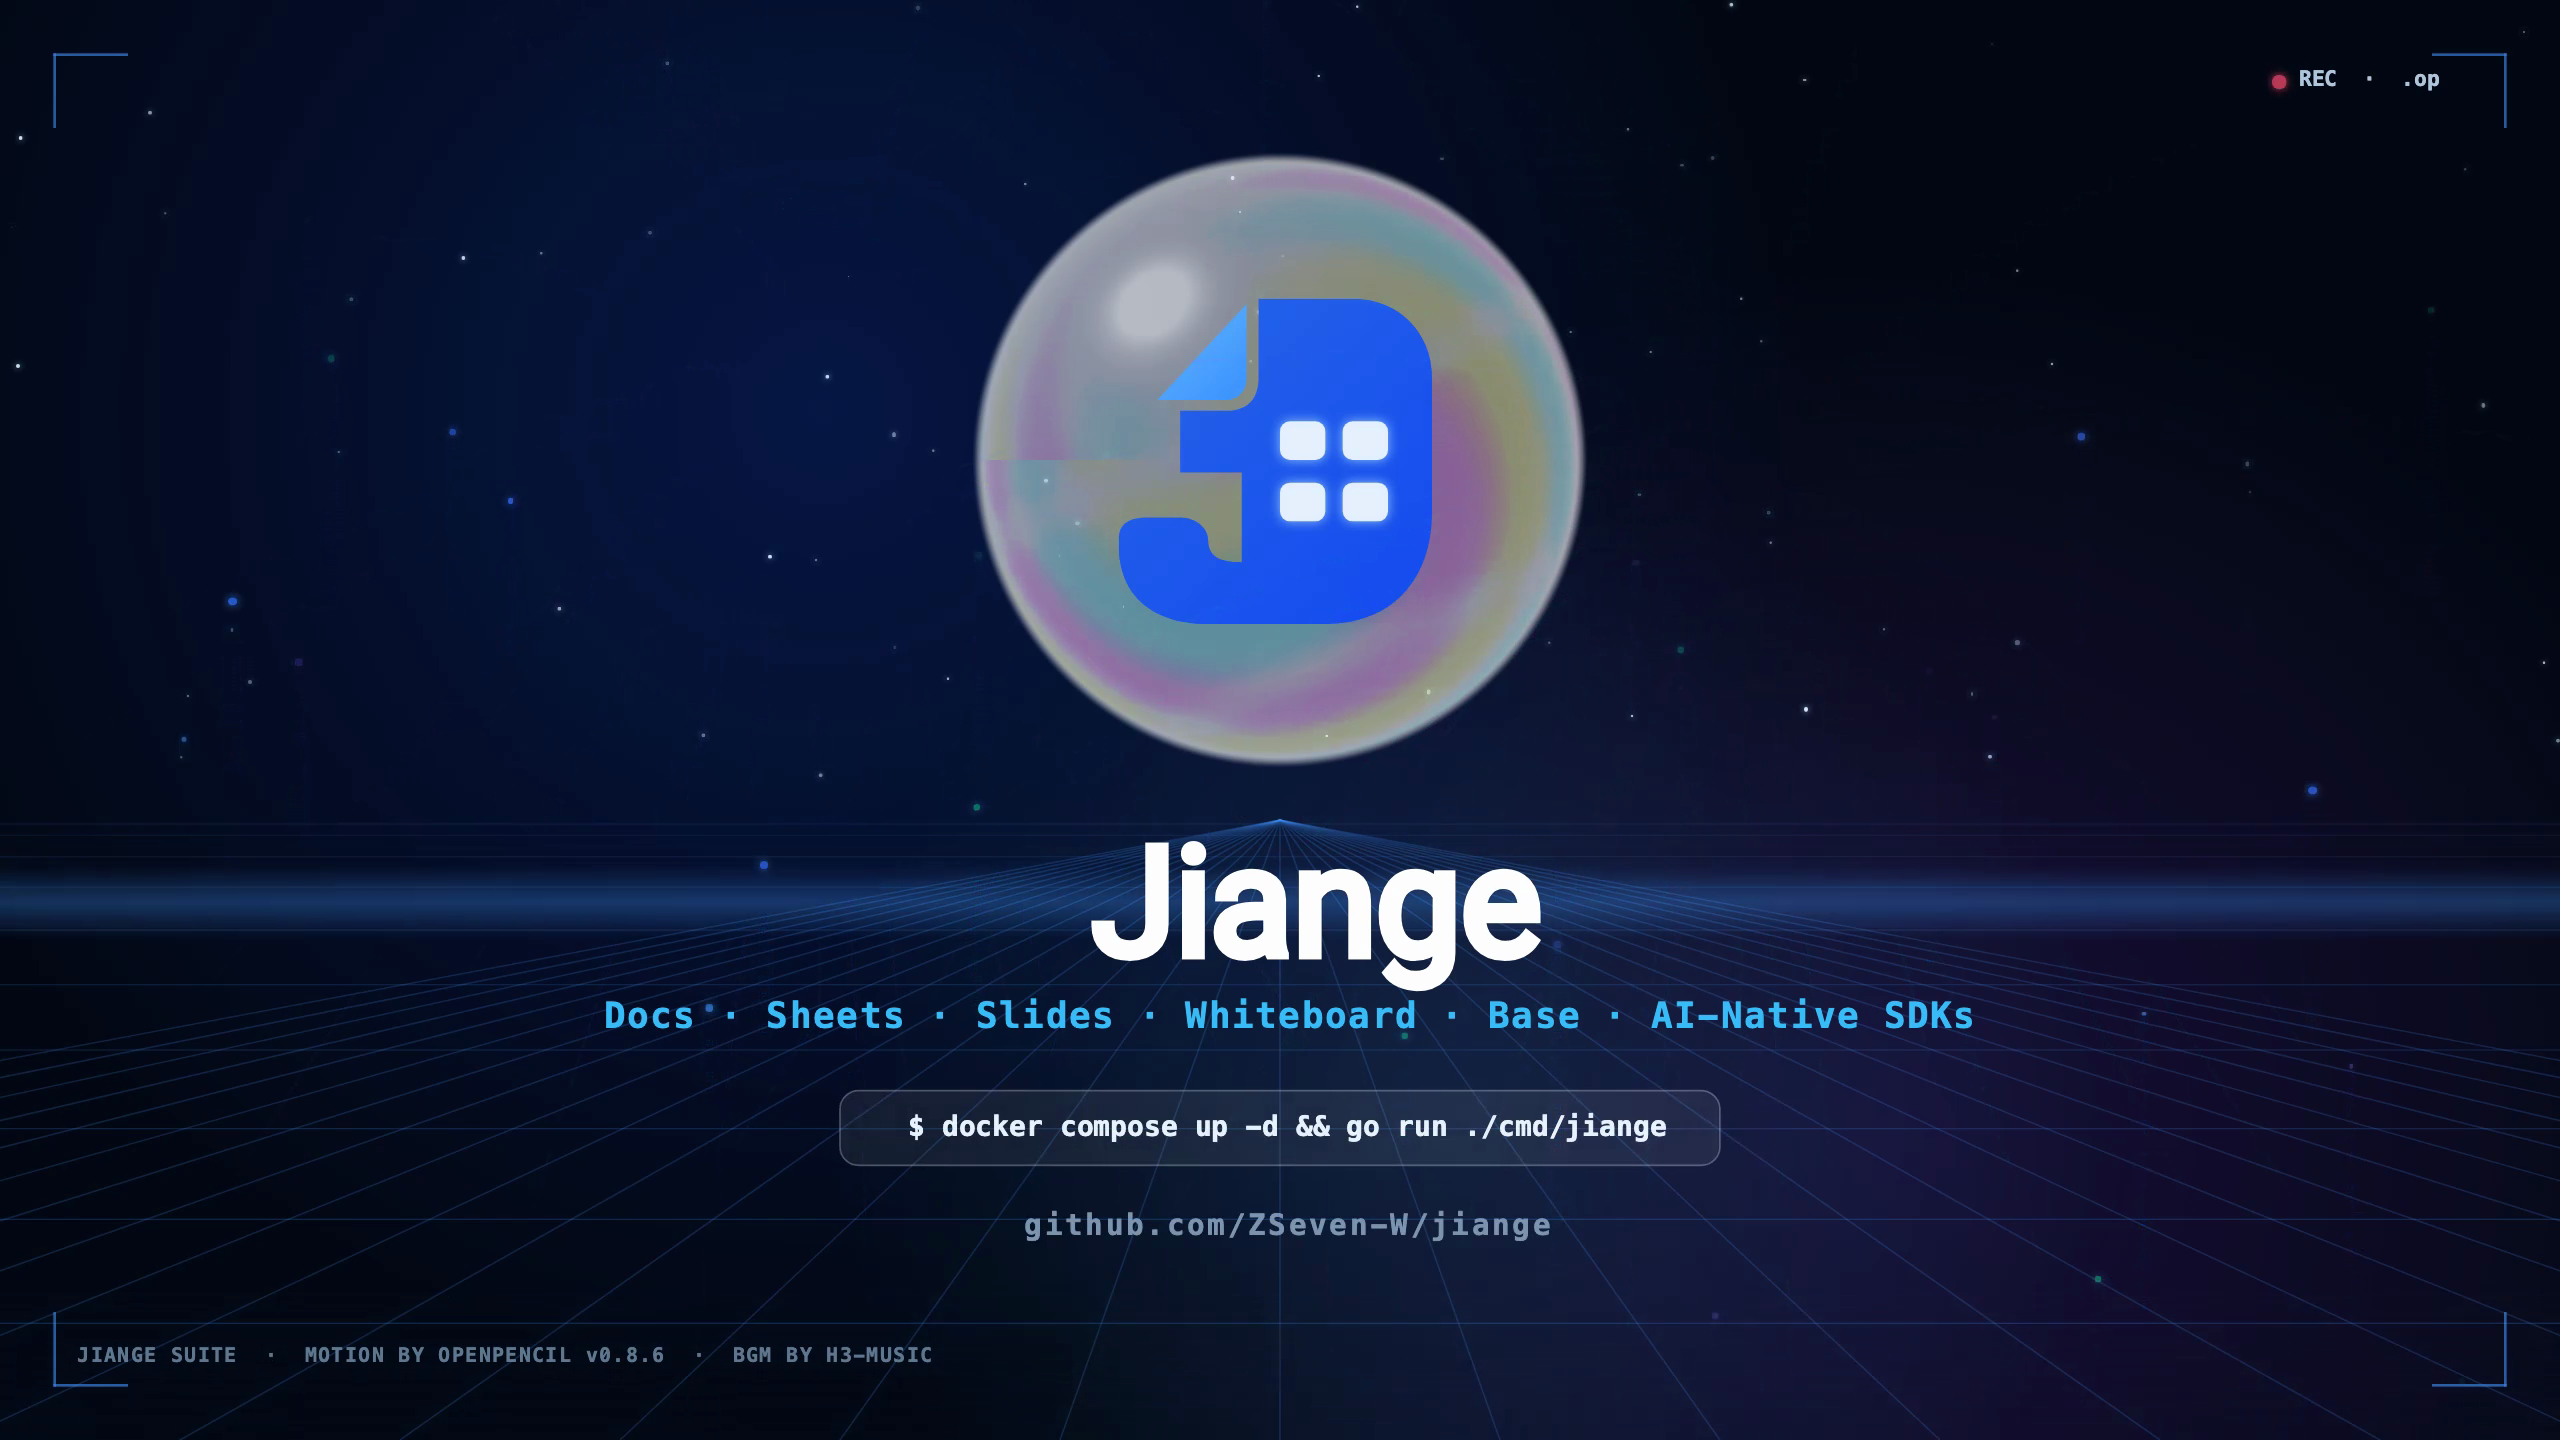 REC · .op
Jiange
Docs · Sheets · Slides · Whiteboard · Base · AI-Native SDKs
$ docker compose up -d && go run ./cmd/jiange
github.com/ZSeven-W/jiange
JIANGE SUITE · MOTION BY OPENPENCIL v0.8.6 · BGM BY H3-MUSIC